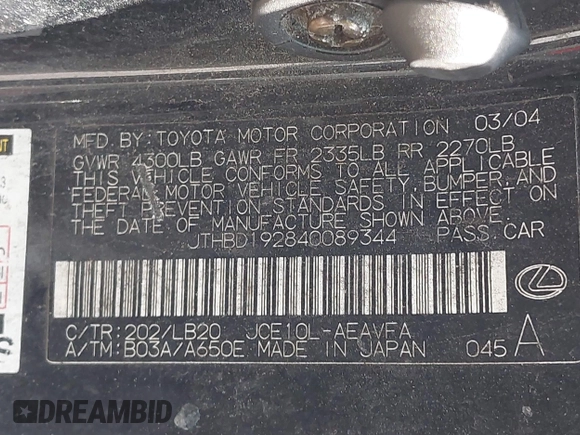 MFD. BY: TOYOTA MOTOR CORPORATION 03/04
GVWR 4300LB GAWR FR 2335LB RR 2270LB
THIS VEHICLE CONFORMS TO ALL APPLICABLE
FEDERAL MOTOR VEHICLE SAFETY, BUMPER, AND
THEFT PREVENTION STANDARDS IN EFFECT ON
THE DATE OF MANUFACTURE SHOWN ABOVE.
JTHBD192840089344 PASS. CAR
C/TR: 202/LB20 JCE10L-AEAVFA
A/TM: B03A/A650E MADE IN JAPAN 045 A
DREAMBID